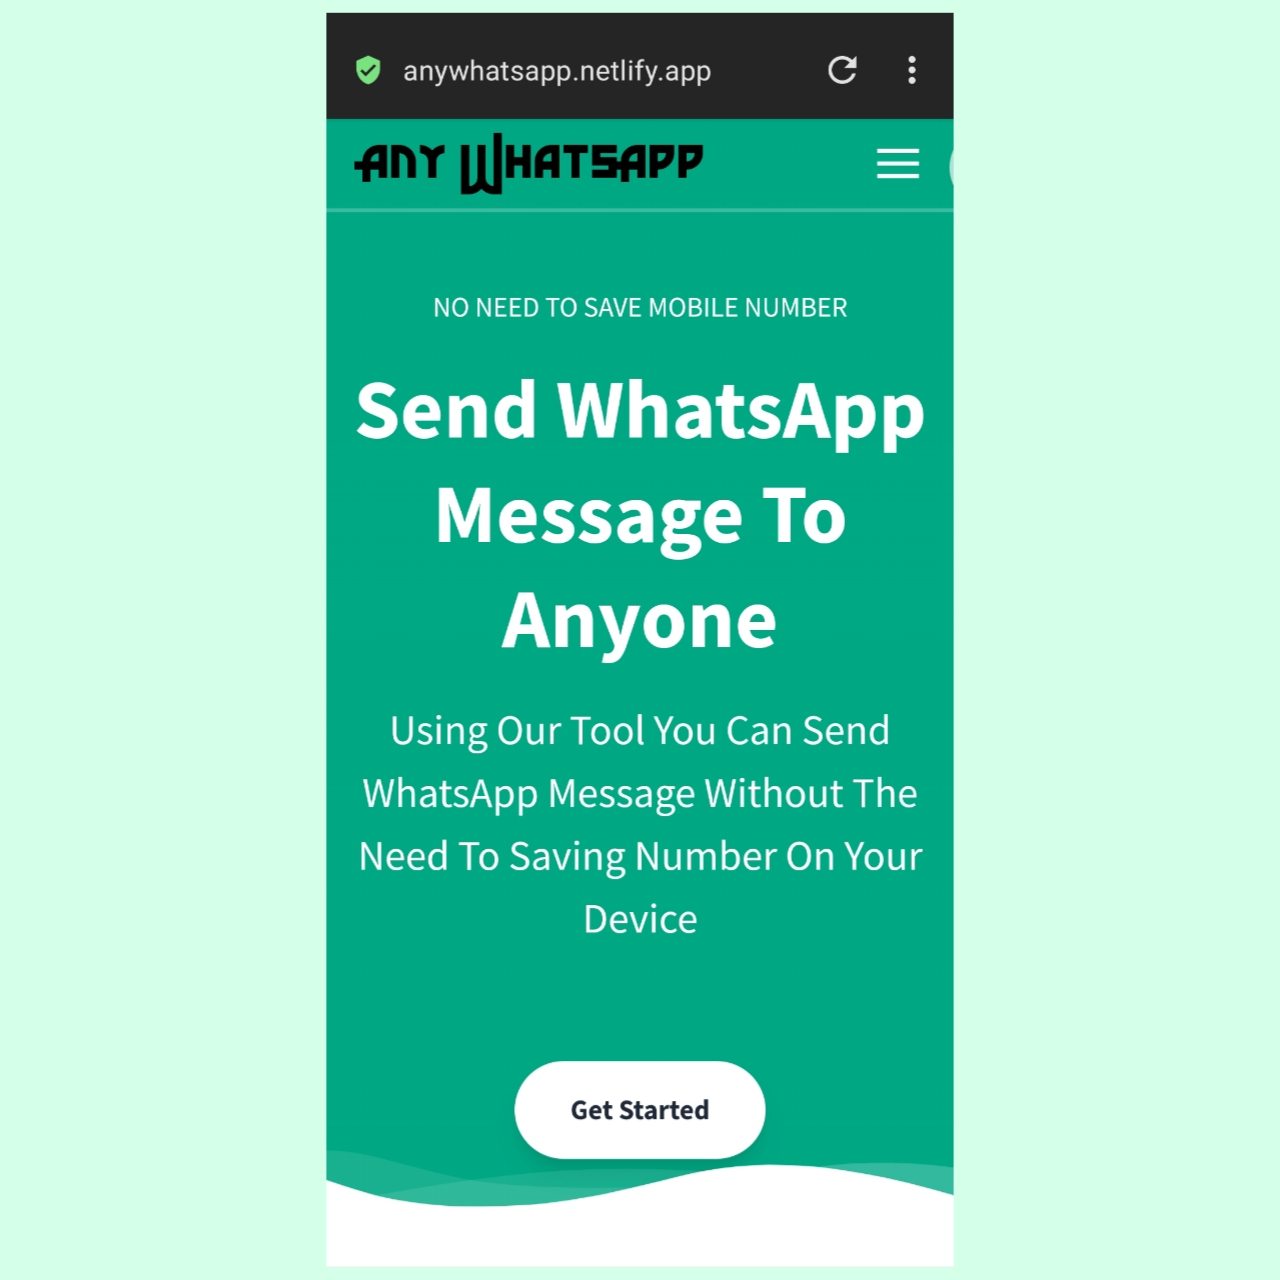 anywhatsapp.netlify.app
ANY WHATSAPP
NO NEED TO SAVE MOBILE NUMBER
Send WhatsApp
Message To
Anyone
Using Our Tool You Can Send
WhatsApp Message Without The
Need To Saving Number On Your
Device
Get Started